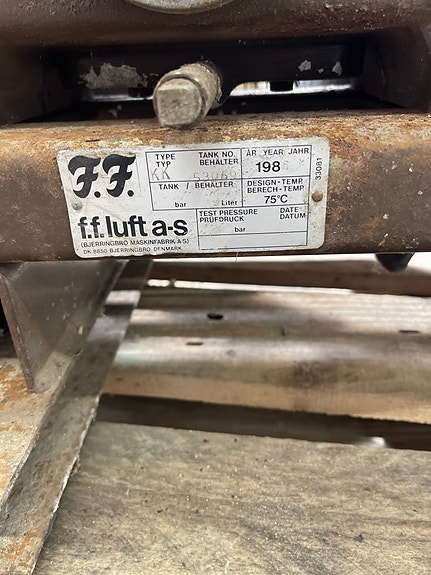 F.F.
f.f. luft a-s
(BJERRINGBRO MASKINFABRIK A/S)
DK 8850 BJERRINGBRO, DENMARK
TYPE TANK NO. ÅR YEAR JAHR
TYP BEHÄLTER
KK 198
TANK / BEHÄLTER DESIGN-TEMP.
BERECH-TEMP.
bar Liter 75°C
TEST PRESSURE DATE
PRÜFDRUCK DATUM
bar
33081